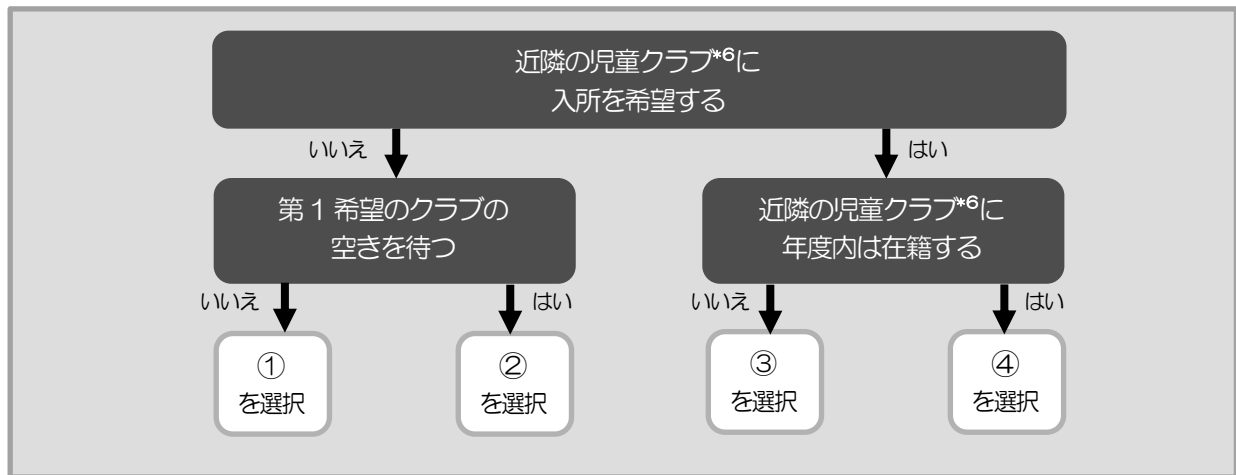 近隣の児童クラブ*6に
入所を希望する
いいえ
はい
第1希望のクラブの
空きを待つ
近隣の児童クラブ*6に
年度内は在籍する
いいえ
はい
いいえ
はい
①
を選択
②
を選択
③
を選択
④
を選択